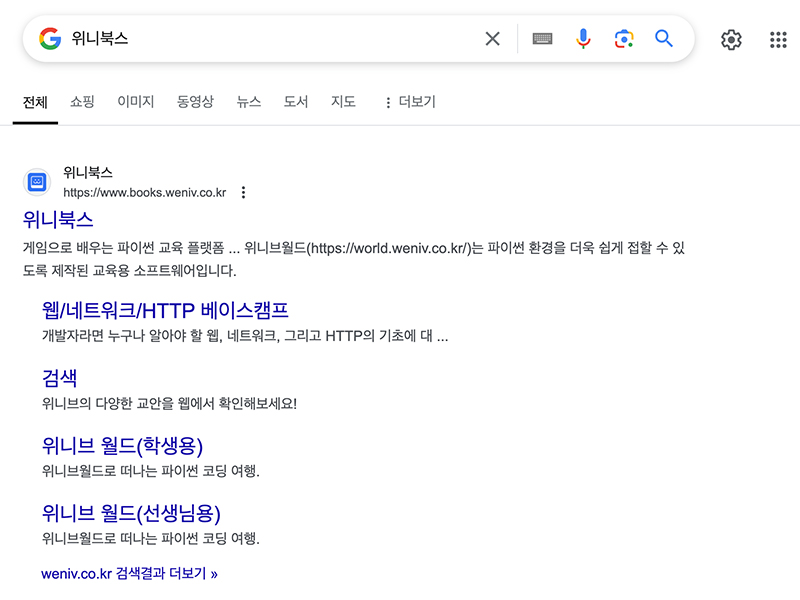 위니북스
전체 쇼핑 이미지 동영상 뉴스 도서 지도 더보기
위니북스
https://www.books.weniv.co.kr
위니북스
게임으로 배우는 파이썬 교육 플랫폼 ... 위니브월드(https://world.weniv.co.kr/)는 파이썬 환경을 더욱 쉽게 접할 수 있
도록 제작된 교육용 소프트웨어입니다.
웹/네트워크/HTTP 베이스캠프
개발자라면 누구나 알아야 할 웹, 네트워크, 그리고 HTTP의 기초에 대 ...
검색
위니브의 다양한 교안을 웹에서 확인해보세요!
위니브 월드(학생용)
위니브월드로 떠나는 파이썬 코딩 여행.
위니브 월드(선생님용)
위니브월드로 떠나는 파이썬 코딩 여행.
weniv.co.kr 검색결과 더보기 »